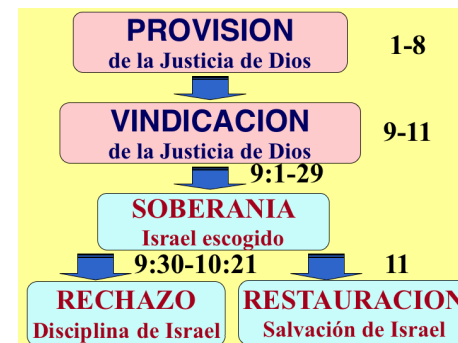 PROVISION
de la Justicia de Dios
1-8
VINDICACION
de la Justicia de Dios
9-11
9:1-29
SOBERANIA
Israel escogido
9:30-10:21
11
RECHAZO
Disciplina de Israel
RESTAURACION
Salvación de Israel